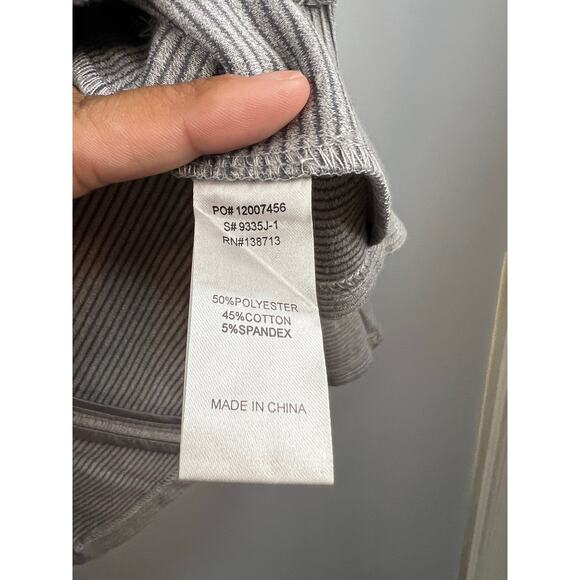 PO# 12007456
S# 9335J-1
RN#138713
50%POLYESTER
45%COTTON
5%SPANDEX
MADE IN CHINA